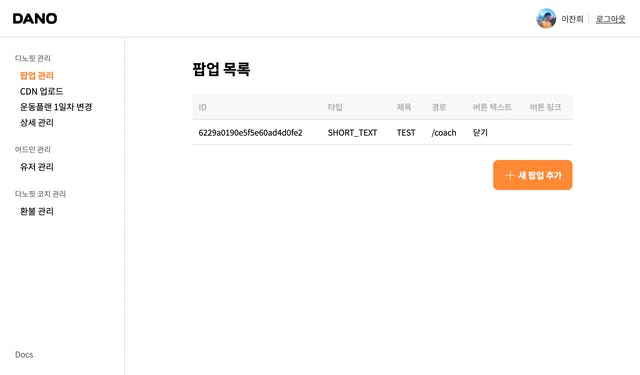 DANO
이찬희
로그아웃
다노핏 관리
팝업 관리
CDN 업로드
운동플랜 1일차 변경
상세 관리
어드민 관리
유저 관리
다노핏 코치 관리
환불 관리
Docs
팝업 목록
ID 타입 제목 경로 버튼 텍스트 버튼 링크
6229a0190e5f5e60ad4d0fe2 SHORT_TEXT TEST /coach 닫기
+ 새 팝업 추가